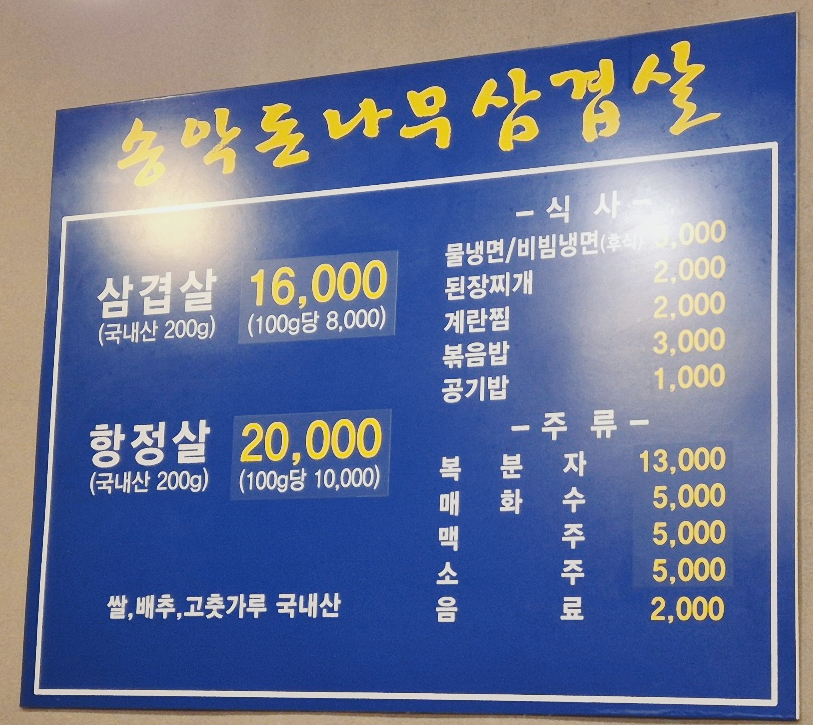 송악돈나무삼겹살
삼겹살 16,000
(국내산 200g) (100g당 8,000)
항정살 20,000
(국내산 200g) (100g당 10,000)
쌀,배추,고춧가루 국내산
- 식 사 -
물냉면/비빔냉면(후식)
된장찌개 2,000
계란찜 2,000
볶음밥 3,000
공기밥 1,000
- 주 류 -
복 분 자 13,000
매 화 수 5,000
맥 주 5,000
소 주 5,000
음 료 2,000